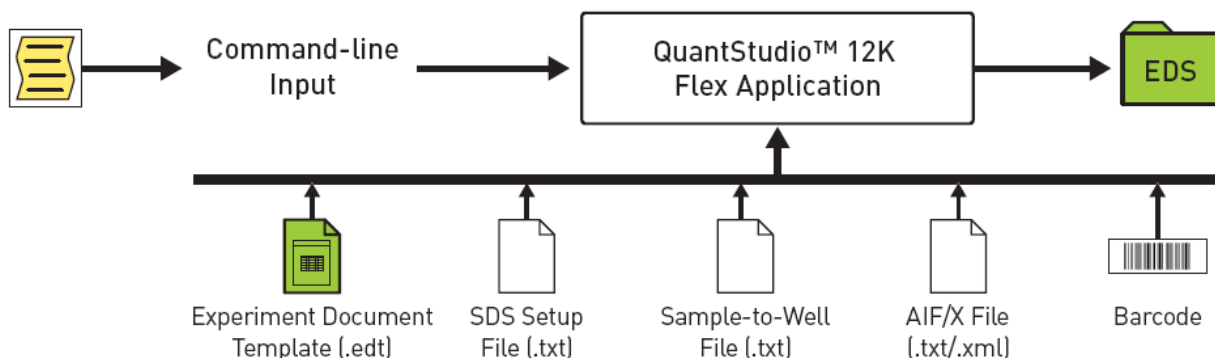 Command-line
Input
QuantStudio™ 12K
Flex Application
EDS
Experiment Document
Template (.edt)
SDS Setup
File (.txt)
Sample-to-Well
File (.txt)
AIF/X File
(.txt/.xml)
Barcode